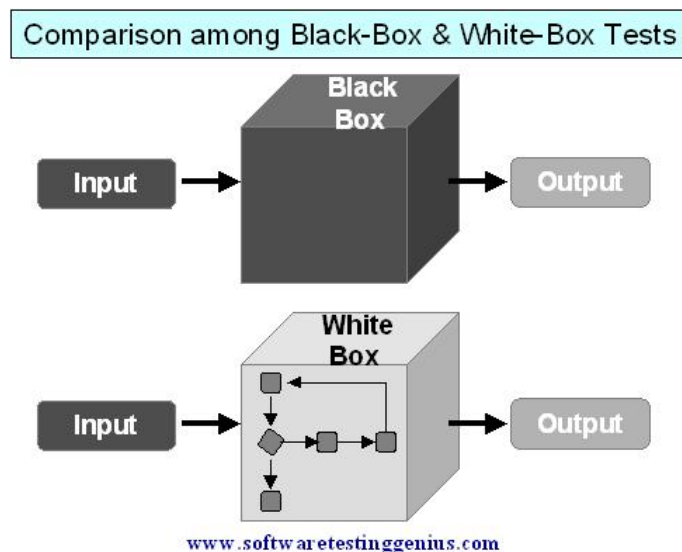 Comparison among Black-Box & White-Box Tests
Black
Box
Input
Output
White
Box
Input
Output
www.softwaretestinggenius.com